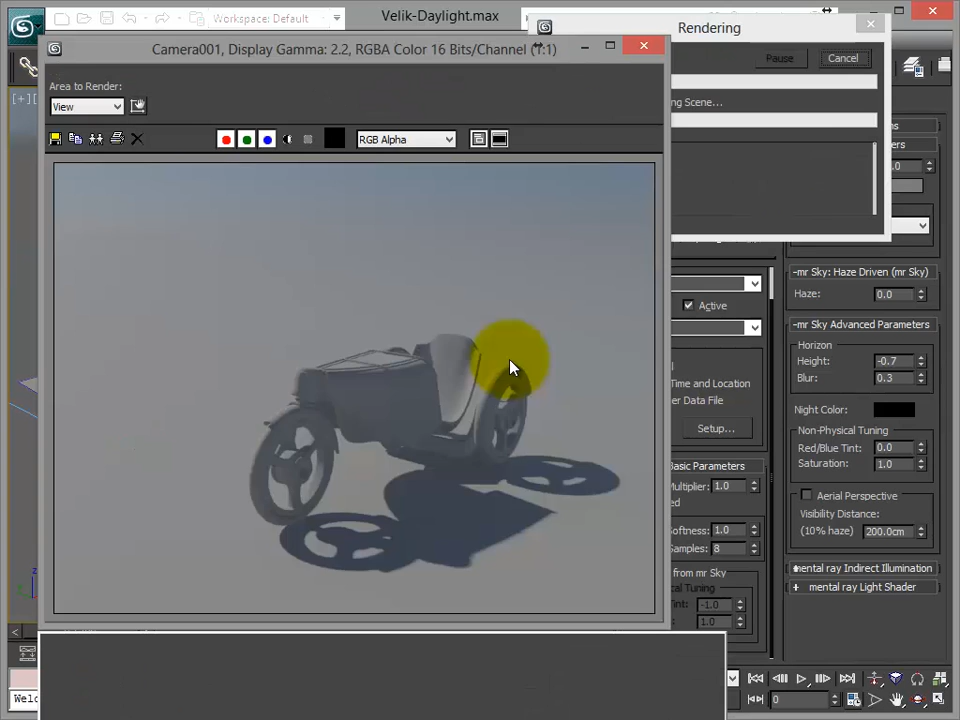 Workspace: Default
Velik-Daylight.max
Rendering
Camera001, Display Gamma: 2.2, RGBA Color 16 Bits/Channel (1:1)
Pause
Cancel
Area to Render:
View
ng Scene...
RGB Alpha
[+]
-mr Sky: Haze Driven (mr Sky)
Haze:
0.0
Active
-mr Sky Advanced Parameters
Horizon
Height:
-0.7
Blur:
0.3
Time and Location
er Data File
Night Color:
Setup...
Non-Physical Tuning
Red/Blue Tint:
0.0
Saturation:
1.0
Basic Parameters
Multiplier:
1.0
Aerial Perspective
Visibility Distance:
(10% haze)
200.0cm
Softness:
1.0
Samples:
8
from mr Sky
mental ray Indirect Illumination
cal Tuning
+ mental ray Light Shader
int:
-1.0
1.0
z
Welc
0